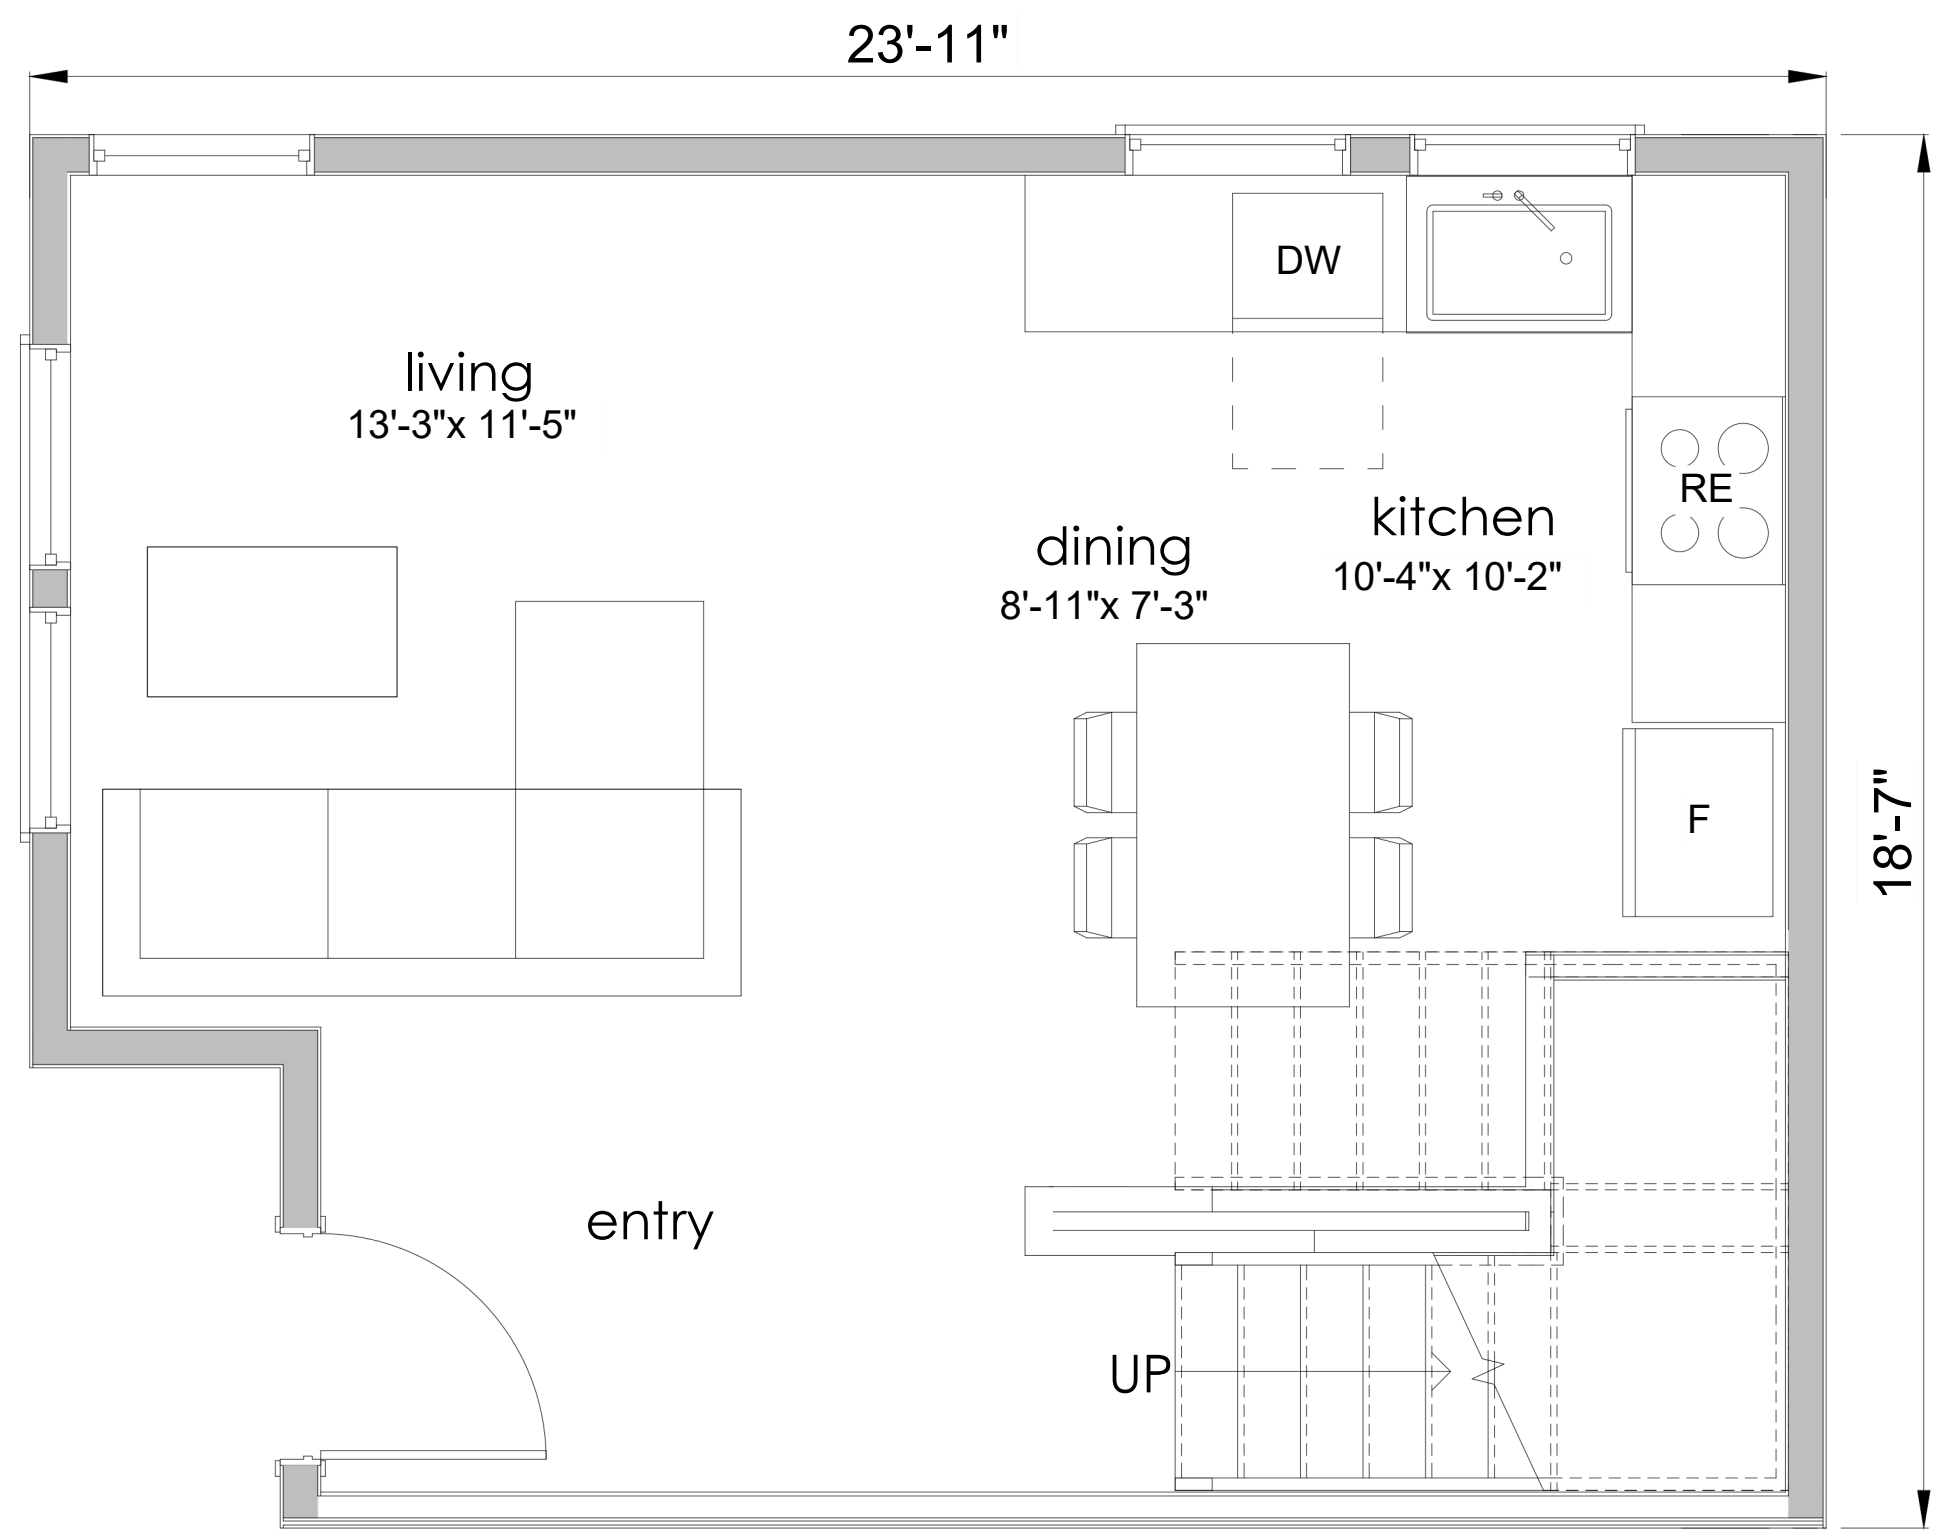 23'-11"
DW
living
13'-3"x 11'-5"
RE
kitchen
10'-4"x 10'-2"
dining
8'-11"x 7'-3"
F
18'-7"
entry
UP